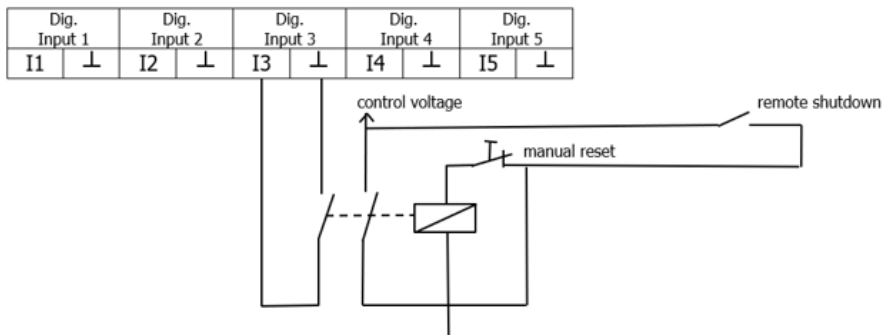 Dig. Dig. Dig. Dig. Dig.
Input 1 Input 2 Input 3 Input 4 Input 5
I1 ⊥ I2 ⊥ I3 ⊥ I4 ⊥ I5 ⊥
control voltage
remote shutdown
manual reset